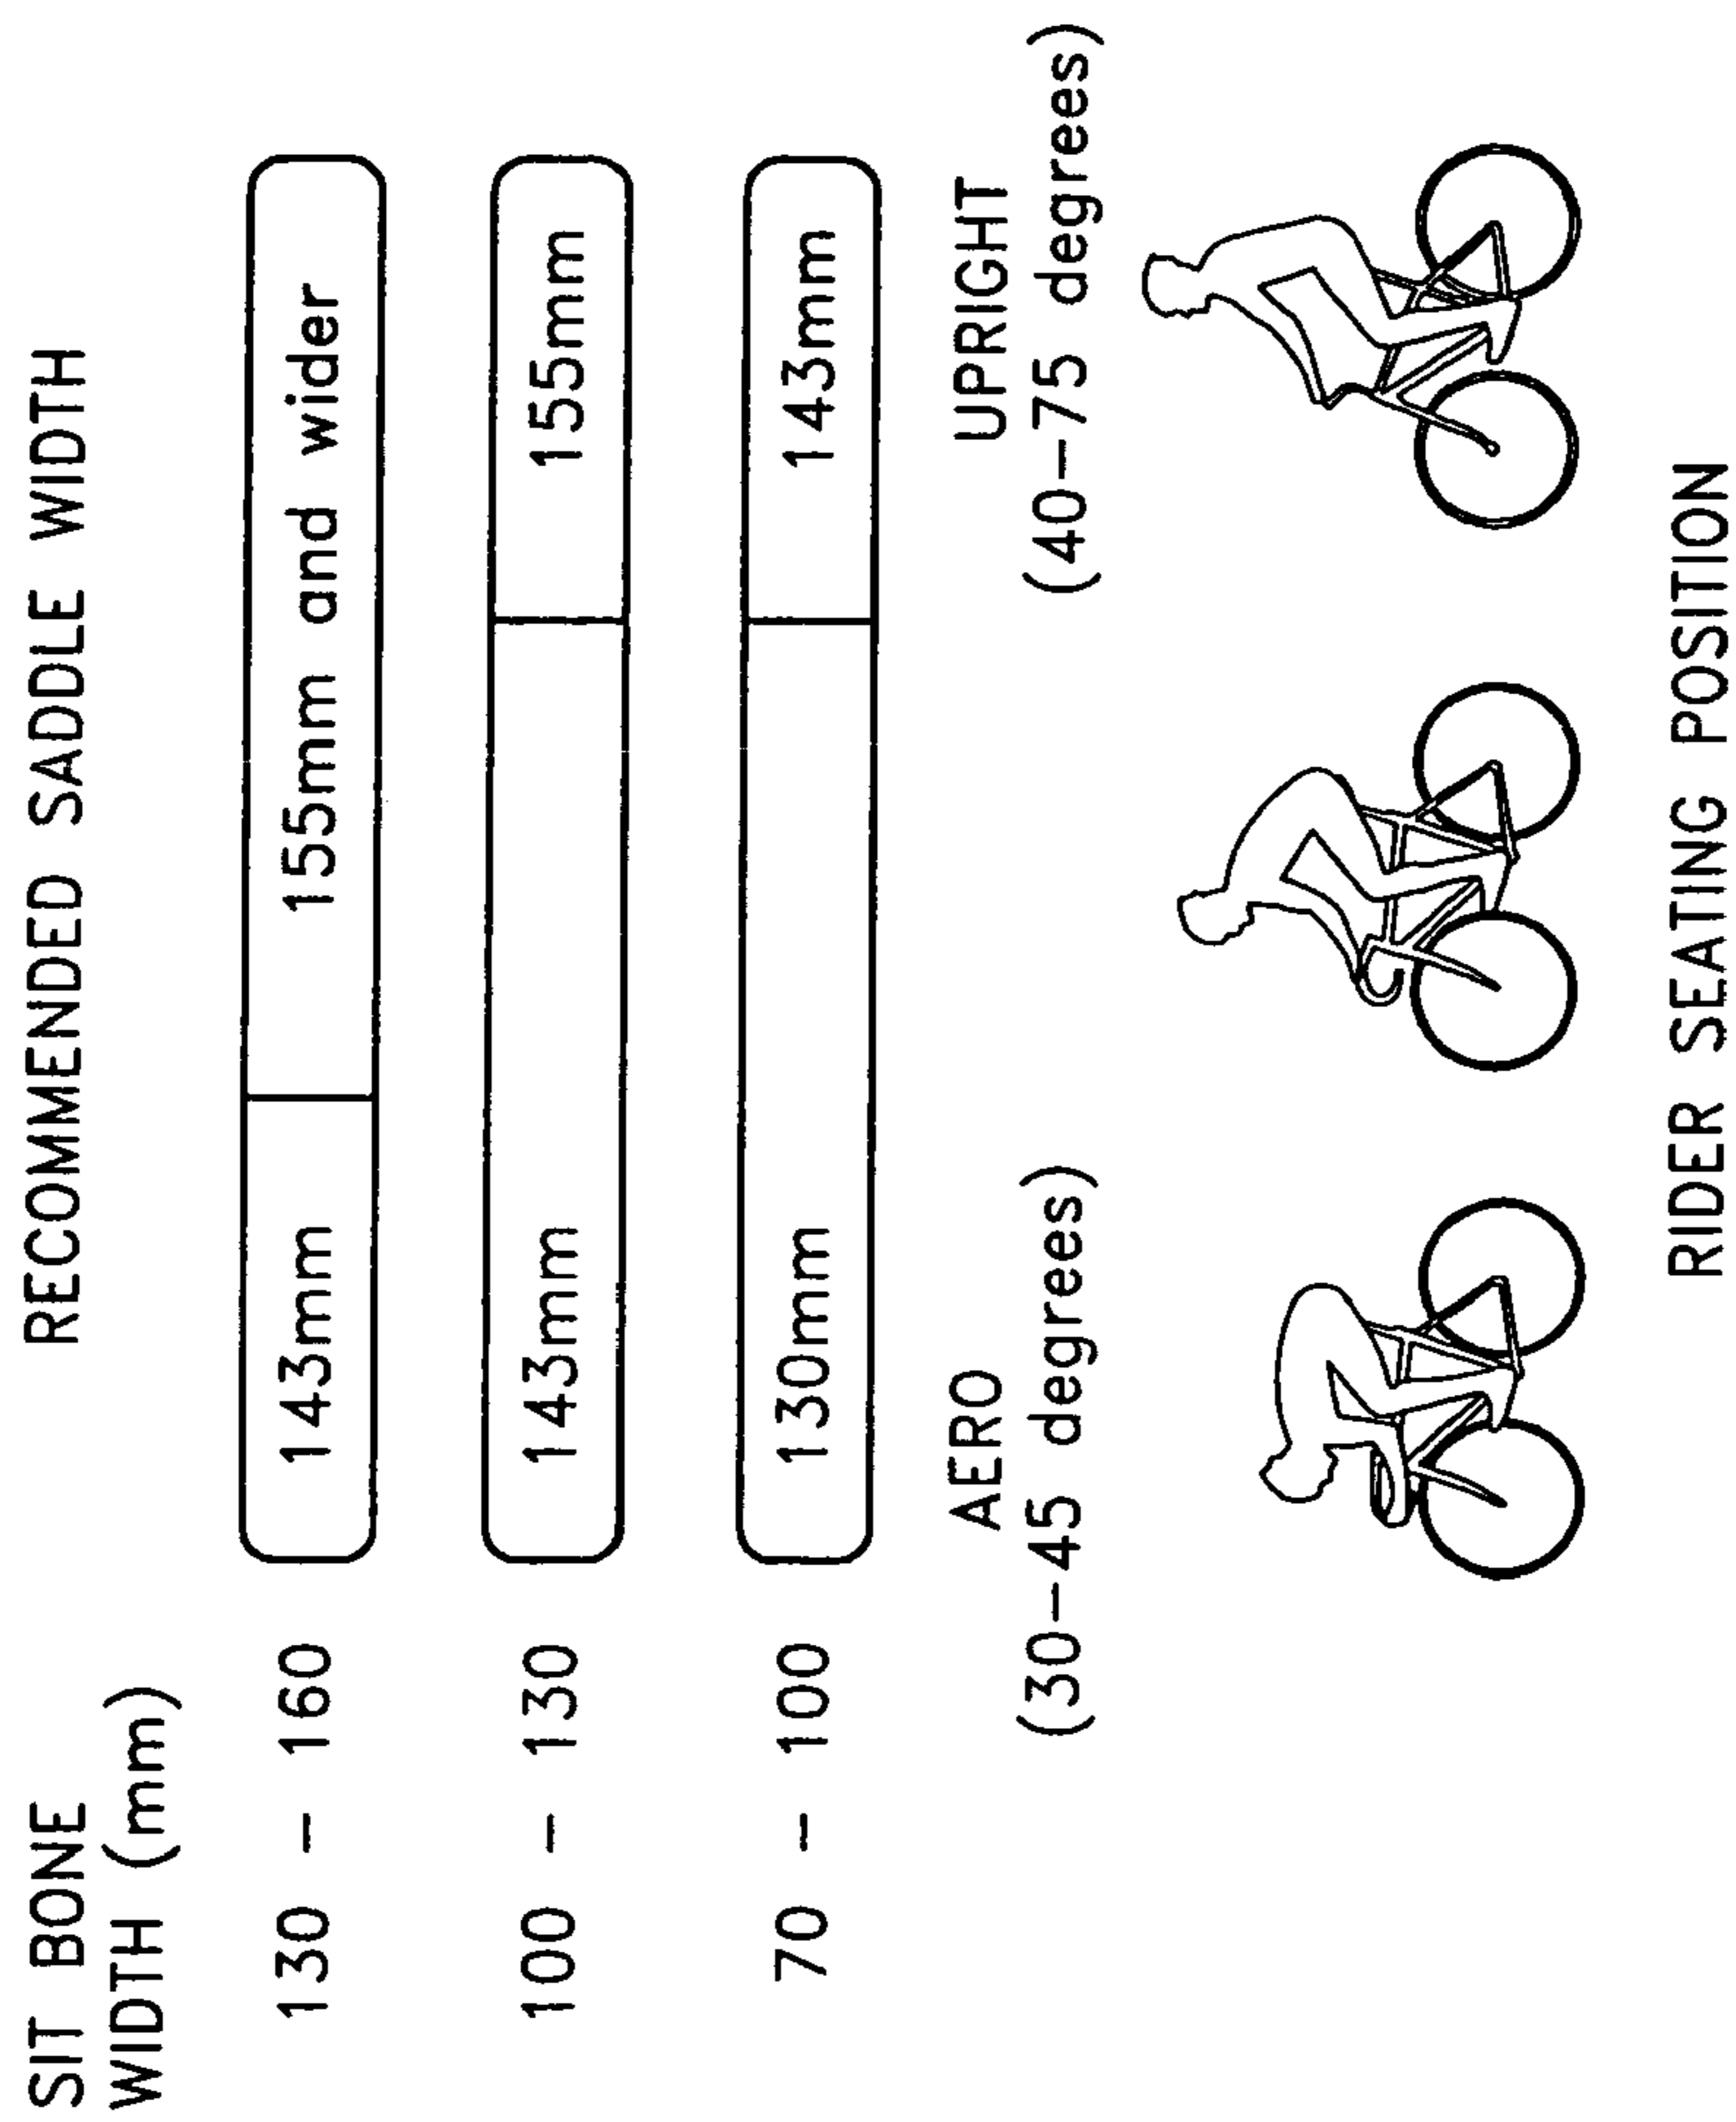 SIT BONE
WIDTH (mm)
RECOMMENDED SADDLE WIDTH
130 - 160
143mm
155mm and wider
100 - 130
143mm
155mm
70 - 100
130mm
143mm
AERO
(30-45 degrees)
UPRIGHT
(40-75 degrees)
RIDER SEATING POSITION